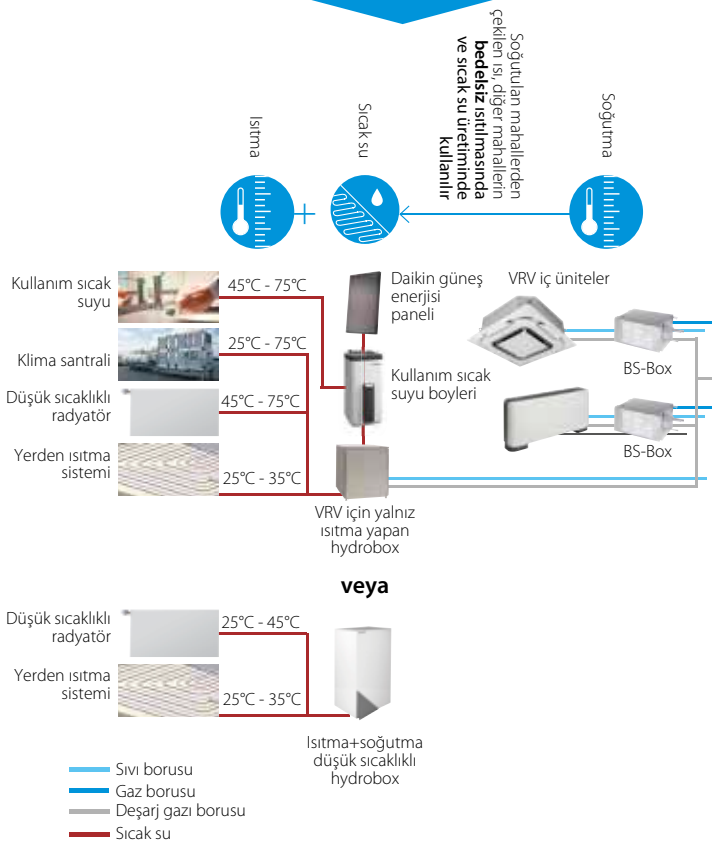 Isıtma
Sıcak su
Soğutulan mahallerden
çekilen ısı, diğer mahallerin
bedelsiz ısıtılmasında
ve sıcak su üretiminde
kullanılır
Soğutma
Kullanım sıcak
suyu
45°C - 75°C
Klima santrali
25°C - 75°C
Düşük sıcaklıklı
radyatör
45°C - 75°C
Yerden ısıtma
sistemi
25°C - 35°C
Daikin güneş
enerjisi
paneli
Kullanım sıcak
suyu boyleri
VRV için yalnız
ısıtma yapan
hydrobox
VRV iç üniteler
BS-Box
BS-Box
veya
Düşük sıcaklıklı
radyatör
25°C - 45°C
Yerden ısıtma
sistemi
25°C - 35°C
Isıtma+soğutma
düşük sıcaklıklı
hydrobox
Sıvı borusu
Gaz borusu
Deşarj gazı borusu
Sıcak su